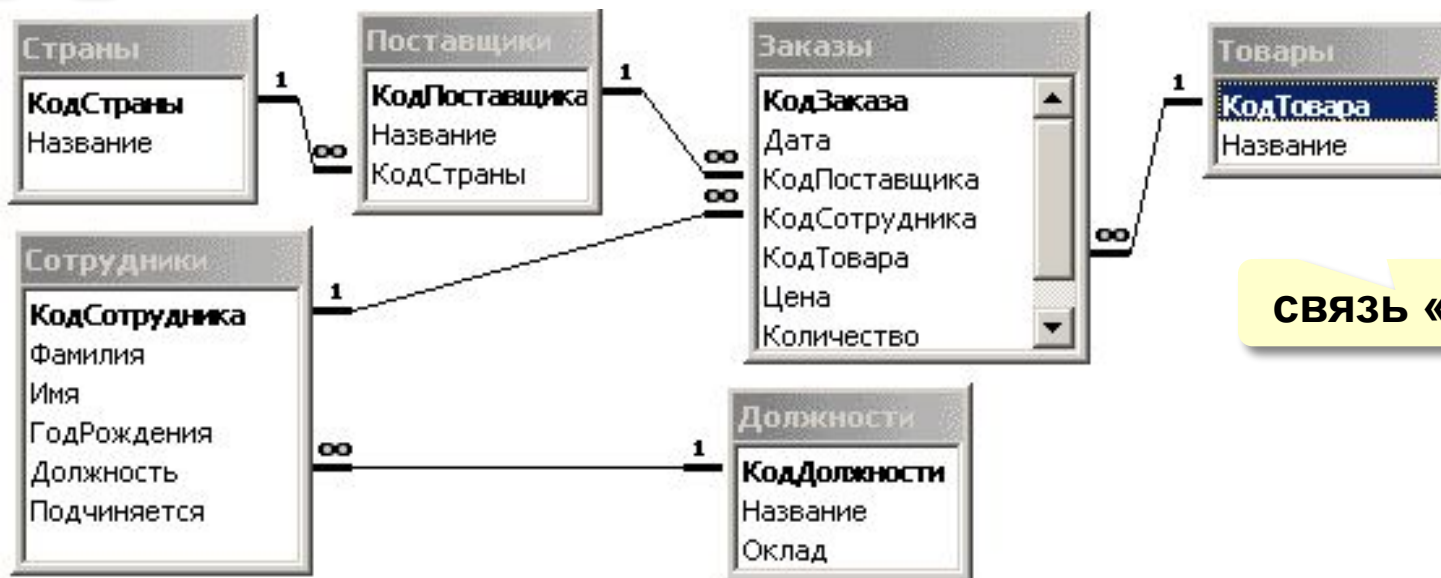 Страны
КодСтраны
Название
1
∞
Поставщики
КодПоставщика
Название
КодСтраны
1
∞
Заказы
КодЗаказа
Дата
КодПоставщика
КодСотрудника
КодТовара
Цена
Количество
∞
1
∞
Товары
КодТовара
Название
связь «
Сотрудники
КодСотрудника
Фамилия
Имя
ГодРождения
Должность
Подчиняется
1
∞
1
Должности
КодДолжности
Название
Оклад